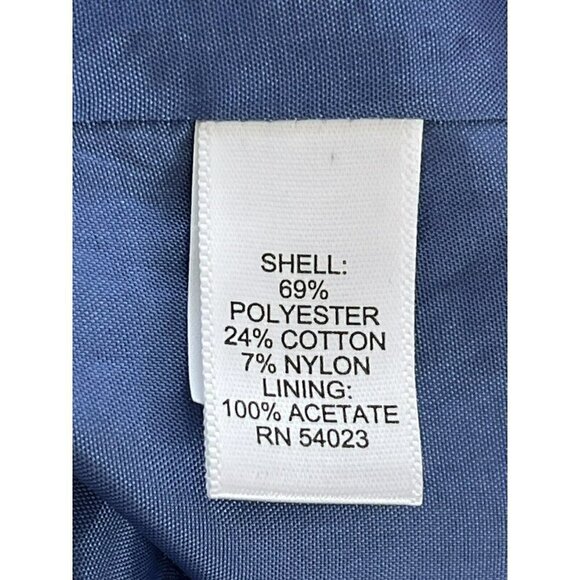 SHELL:
69%
POLYESTER
24% COTTON
7% NYLON
LINING:
100% ACETATE
RN 54023